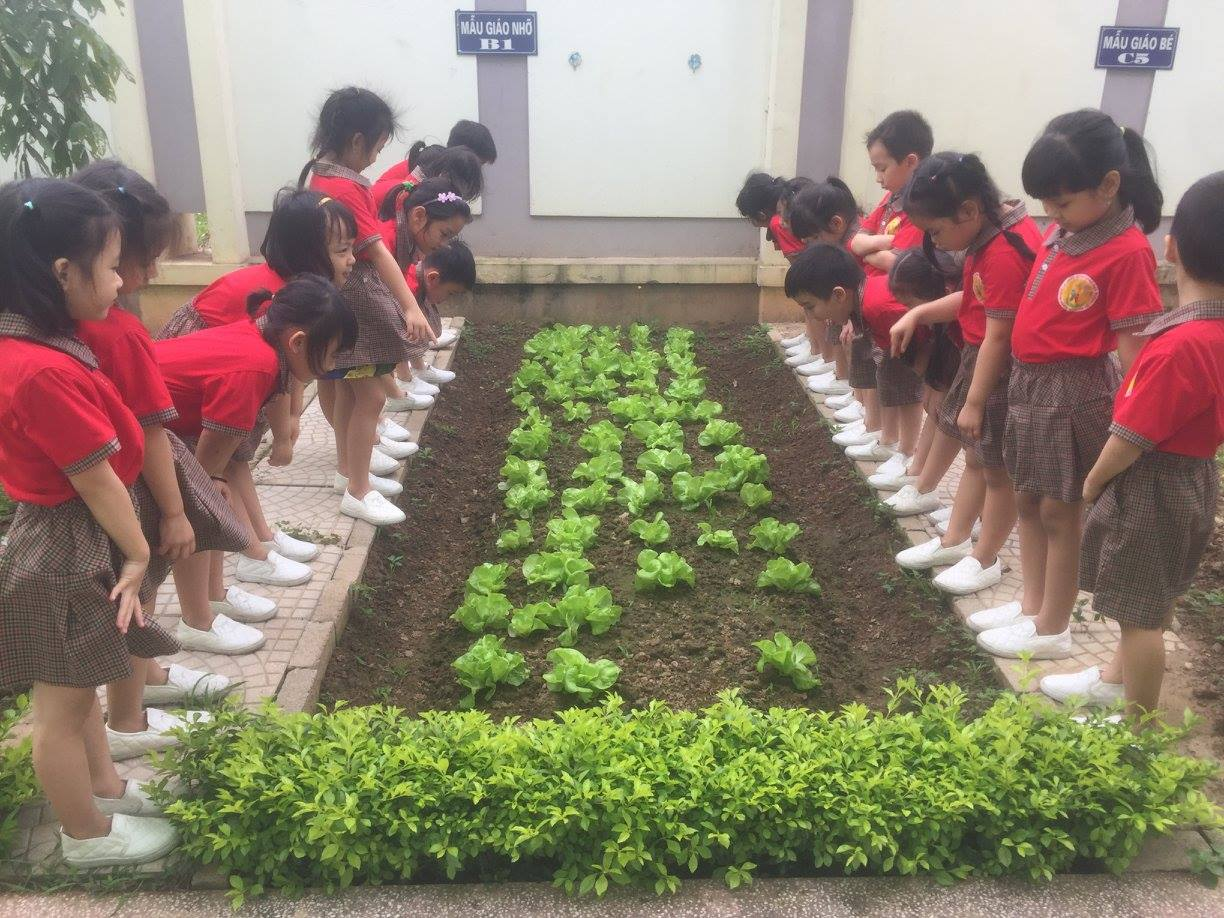 MẪU GIÁO NHỠ
B1
MẪU GIÁO BÉ
C5